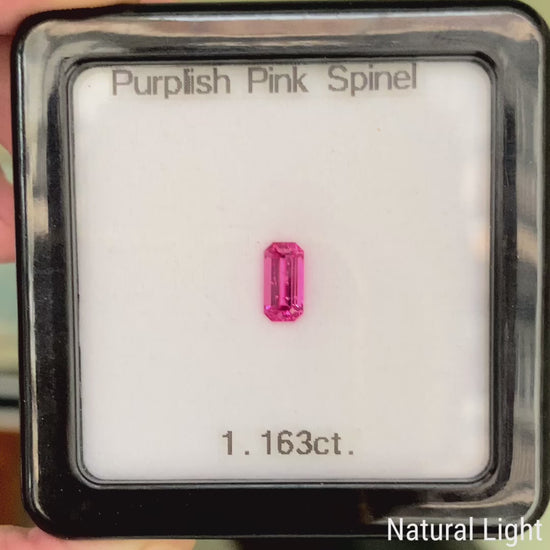 Purplish Pink Spinel
1.163ct.
Natural Light